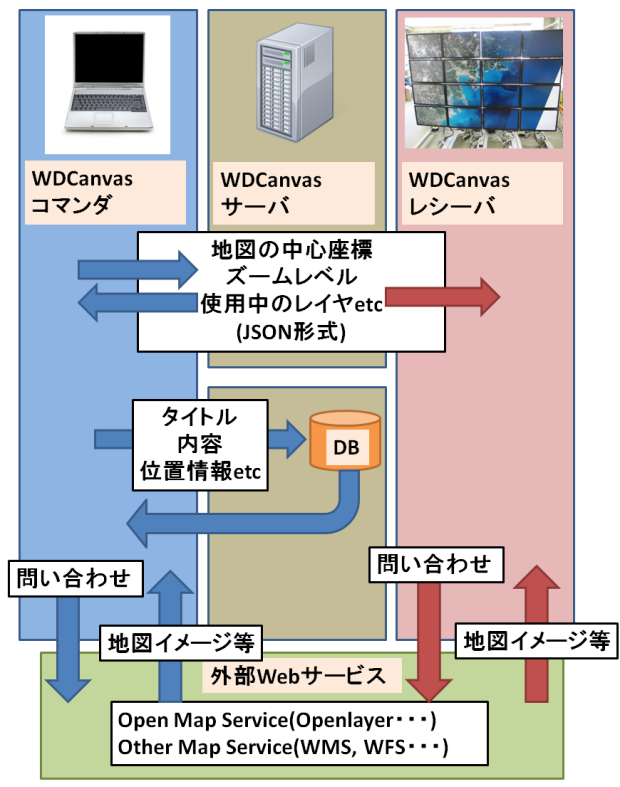 WDCanvas
コマンダ
WDCanvas
サーバ
WDCanvas
レシーバ
地図の中心座標
ズームレベル
使用中のレイヤetc
(JSON形式)
タイトル
内容
位置情報etc
DB
問い合わせ
問い合わせ
地図イメージ等
地図イメージ等
外部Webサービス
Open Map Service(Openlayer・・・)
Other Map Service(WMS, WFS・・・)